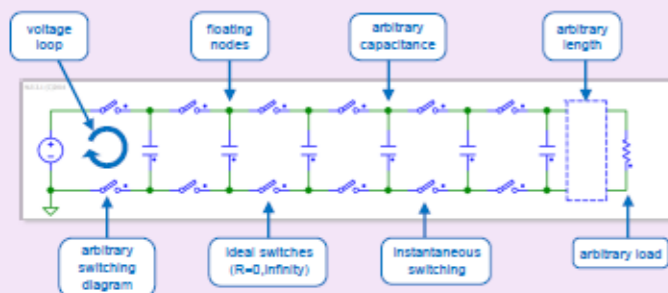 voltage
loop
floating
nodes
arbitrary
capacitance
arbitrary
length
arbitrary
switching
diagram
ideal switches
(R=0,infinity)
instantaneous
switching
arbitrary load